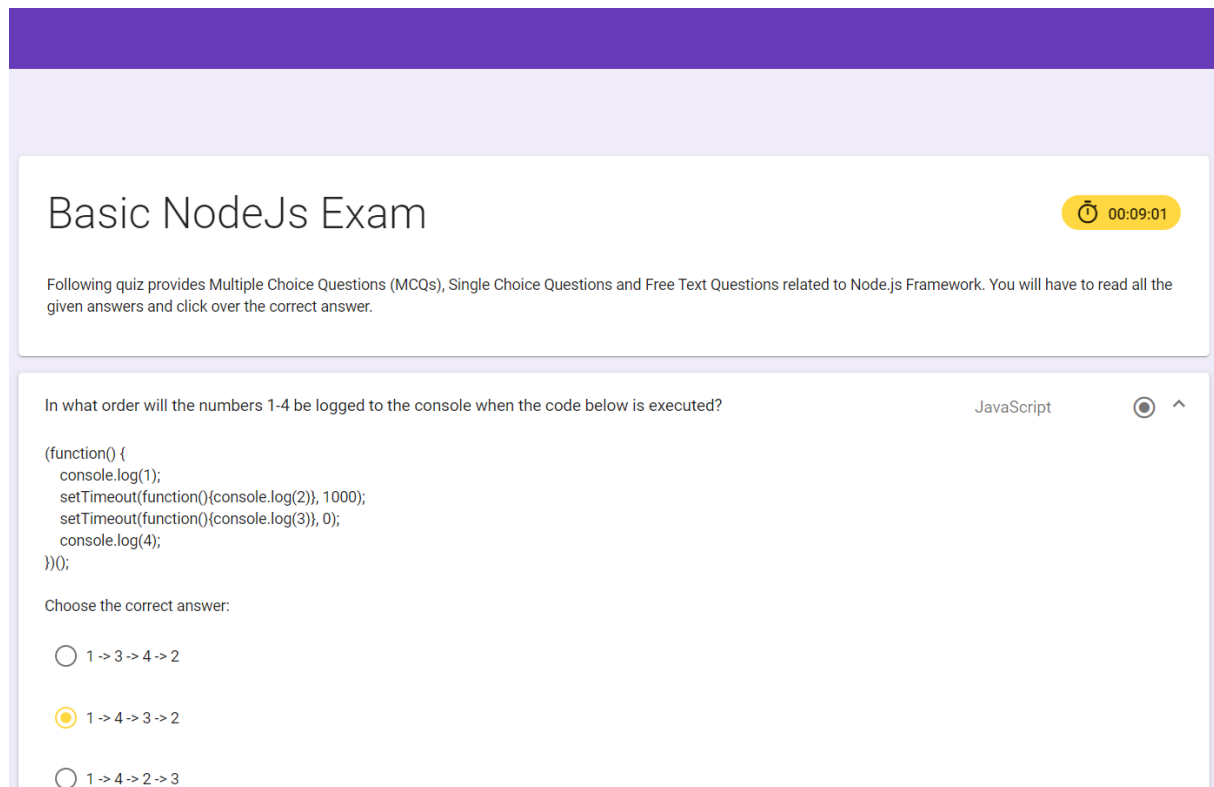 Basic NodeJs Exam
00:09:01
Following quiz provides Multiple Choice Questions (MCQs), Single Choice Questions and Free Text Questions related to Node.js Framework. You will have to read all the
given answers and click over the correct answer.
In what order will the numbers 1-4 be logged to the console when the code below is executed?
JavaScript
(function() {
console.log(1);
setTimeout(function(){console.log(2)}, 1000);
setTimeout(function(){console.log(3)}, 0);
console.log(4);
})();
Choose the correct answer:
1 -> 3 -> 4 -> 2
1 -> 4 -> 3 -> 2
1 -> 4 -> 2 -> 3